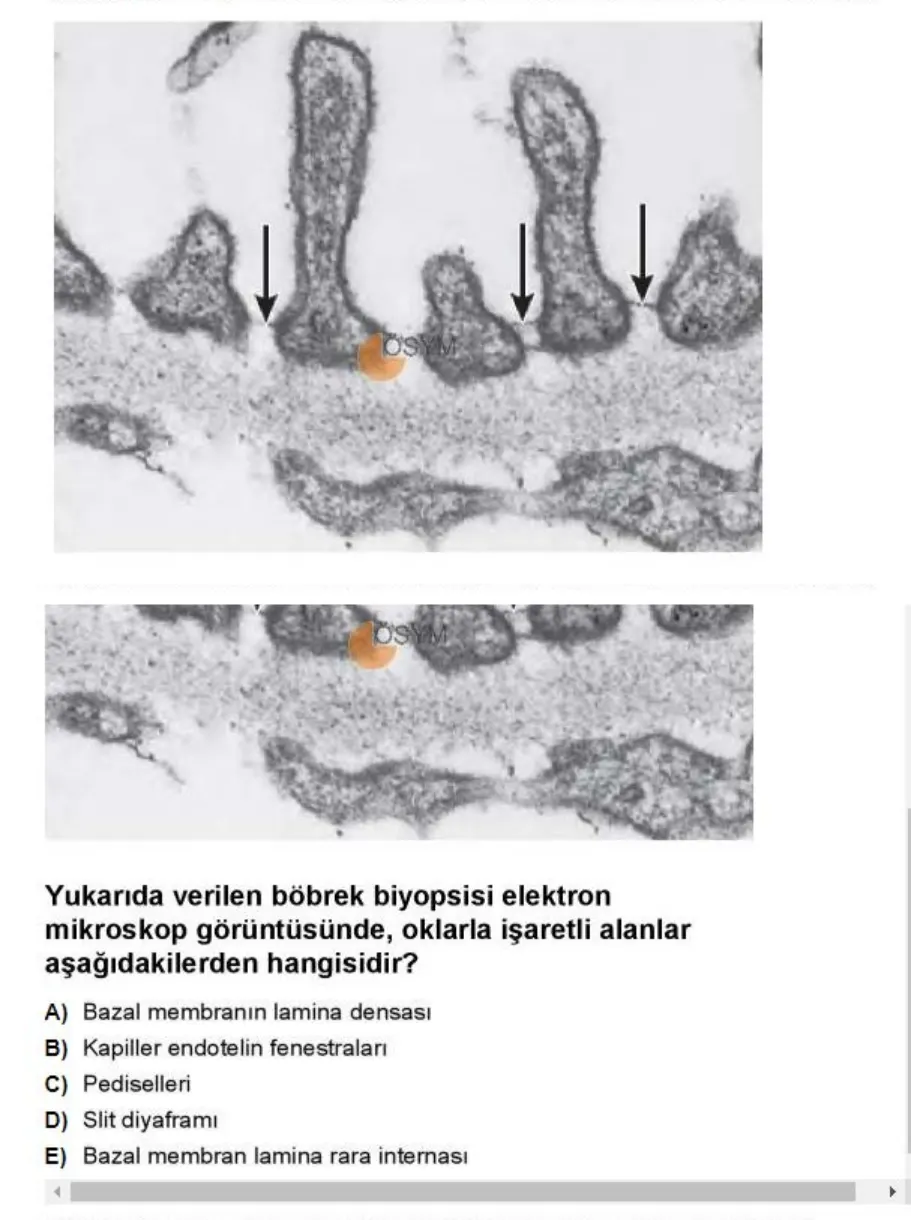 ÖSYM
ÖSYM
Yukarıda verilen böbrek biyopsisi elektron
mikroskop görüntüsünde, oklarla işaretli alanlar
aşağıdakilerden hangisidir?
A) Bazal membranın lamina densası
B) Kapiller endotelin fenestraları
C) Pediselleri
D) Slit diyaframı
E) Bazal membran lamina rara internası